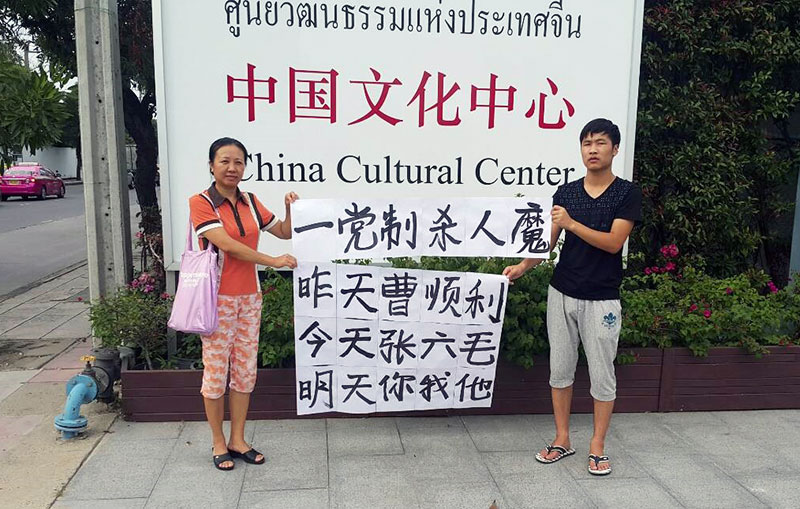 ศูนย์วัฒนธรรมแห่งประเทศจีน
中国文化中心
China Cultural Center
一党制杀人魔
昨天曹顺利
今天张六毛
明天你我他